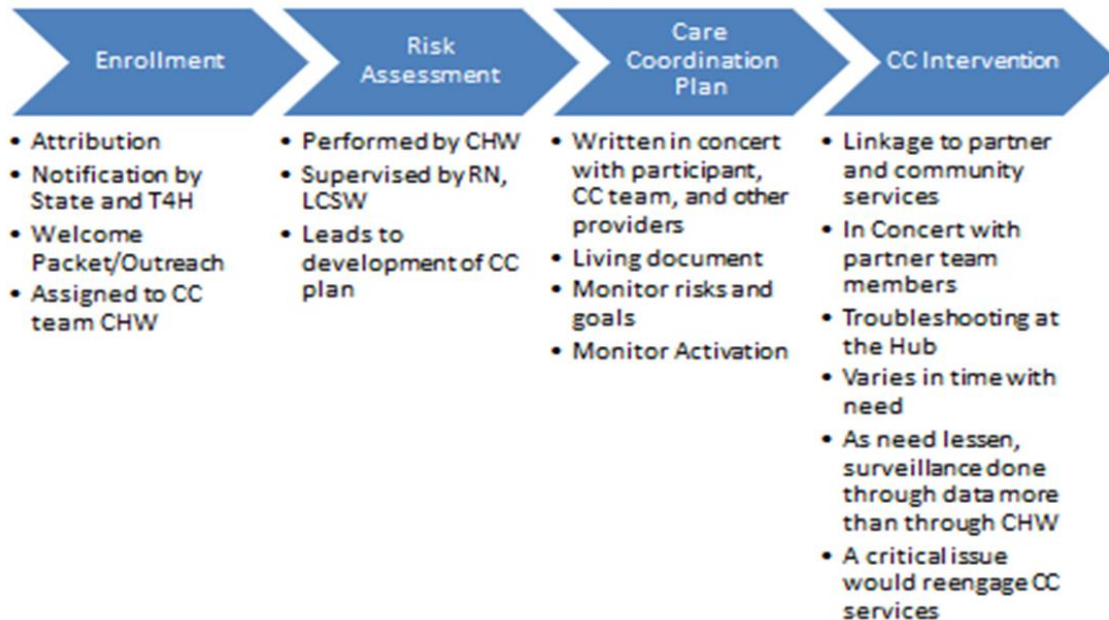 Enrollment
• Attribution
• Notification by
State and T4H
• Welcome
Packet/Outreach
• Assigned to CC
team CHW
Risk
Assessment
• Performed by CHW
• Supervised by RN,
LCSW
• Leads to
development of CC
plan
Care
Coordination
Plan
• Written in concert
with participant,
CC team, and other
providers
• Living document
• Monitor risks and
goals
• Monitor Activation
CC Intervention
• Linkage to partner
and community
services
• In Concert with
partner team
members
• Troubleshooting at
the Hub
• Varies in time with
need
• As need lessen,
surveillance done
through data more
than through CHW
• A critical issue
would reengage CC
services